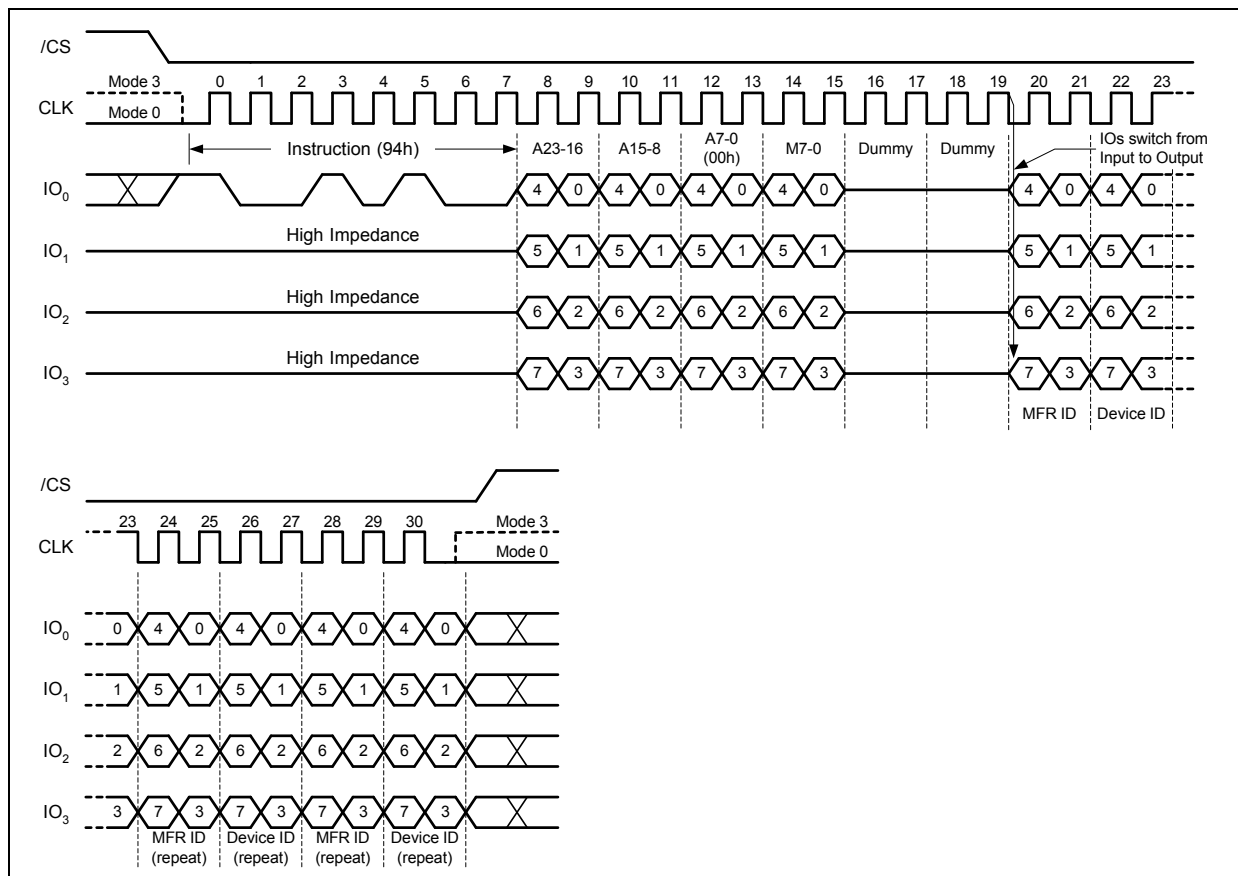 /CS
Mode 3 0 1 2 3 4 5 6 7 8 9 10 11 12 13 14 15 16 17 18 19 20 21 22 23
CLK
Mode 0
Instruction (94h) A23-16 A15-8 A7-0 (00h) M7-0 Dummy Dummy IOs switch from Input to Output
IO0 4 0 4 0 4 0 4 0 4 0 4 0
High Impedance
IO1 5 1 5 1 5 1 5 1 5 1 5 1
High Impedance
IO2 6 2 6 2 6 2 6 2 6 2 6 2
High Impedance
IO3 7 3 7 3 7 3 7 3 7 3 7 3
MFR ID Device ID
/CS
23 24 25 26 27 28 29 30 Mode 3
CLK
Mode 0
IO0 0 4 0 4 0 4 0 4 0
IO1 1 5 1 5 1 5 1 5 1
IO2 2 6 2 6 2 6 2 6 2
IO3 3 7 3 7 3 7 3 7 3
MFR ID (repeat) Device ID (repeat) MFR ID (repeat) Device ID (repeat)